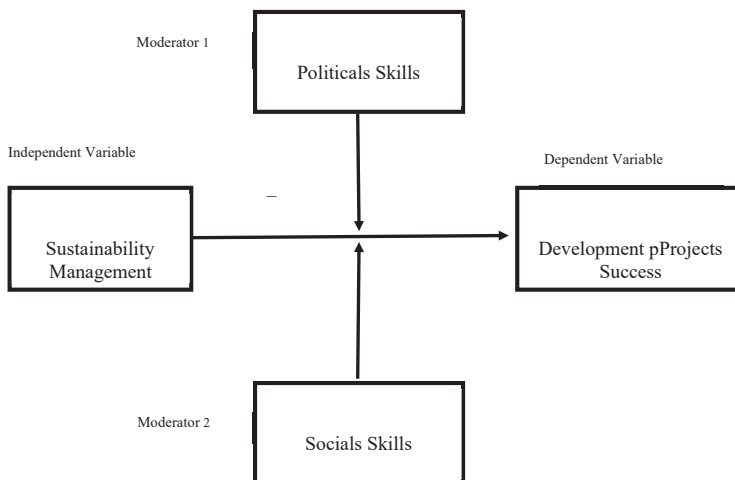 Moderator 1
Politicals Skills
Independent Variable
Dependent Variable
–
Sustainability
Management
Development pProjects
Success
Moderator 2
Socials Skills